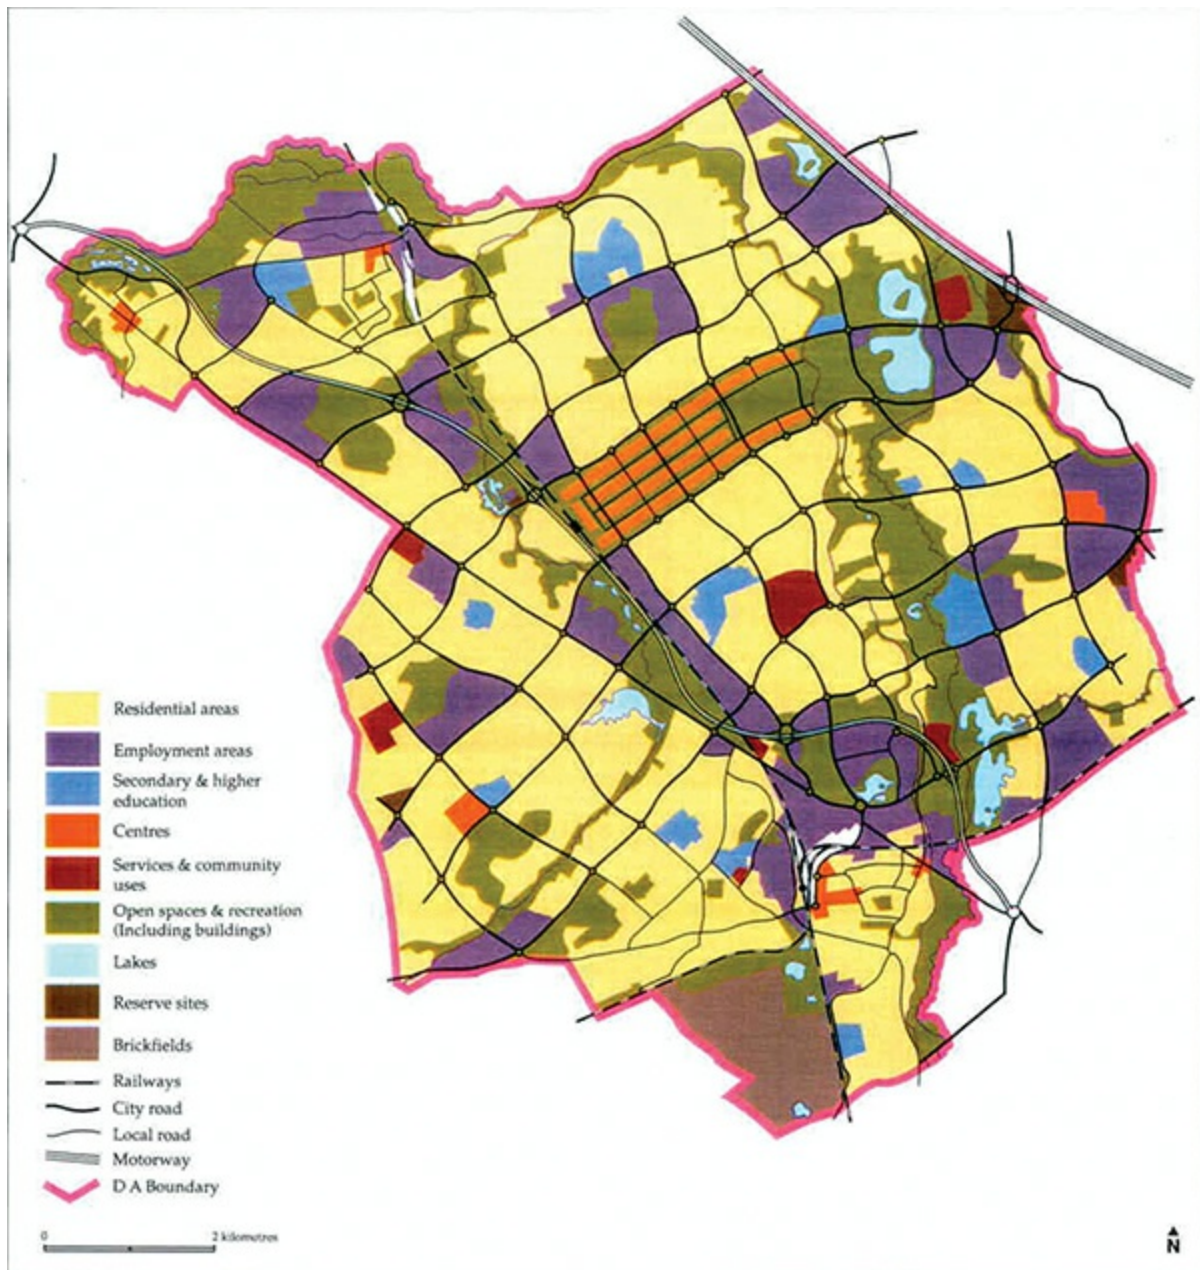 Residential areas
Employment areas
Secondary & higher
education
Centres
Services & community
uses
Open spaces & recreation
(Including buildings)
Lakes
Reserve sites
Brickfields
Railways
City road
Local road
Motorway
D A Boundary
0 2 kilometres
N